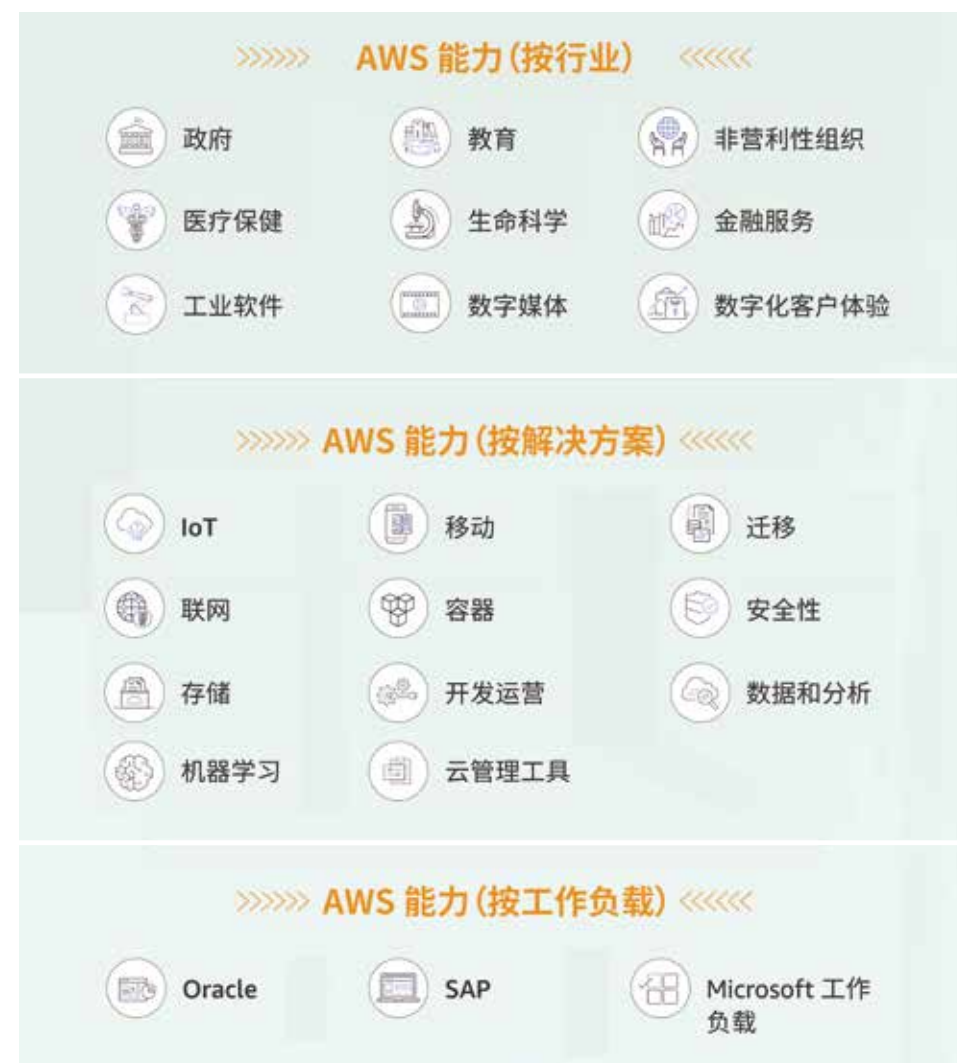 AWS 能力(按行业)
政府 教育 非营利性组织
医疗保健 生命科学 金融服务
工业软件 数字媒体 数字化客户体验
AWS 能力(按解决方案)
IoT 移动 迁移
联网 容器 安全性
存储 开发运营 数据和分析
机器学习 云管理工具
AWS 能力(按工作负载)
Oracle SAP Microsoft 工作
负载